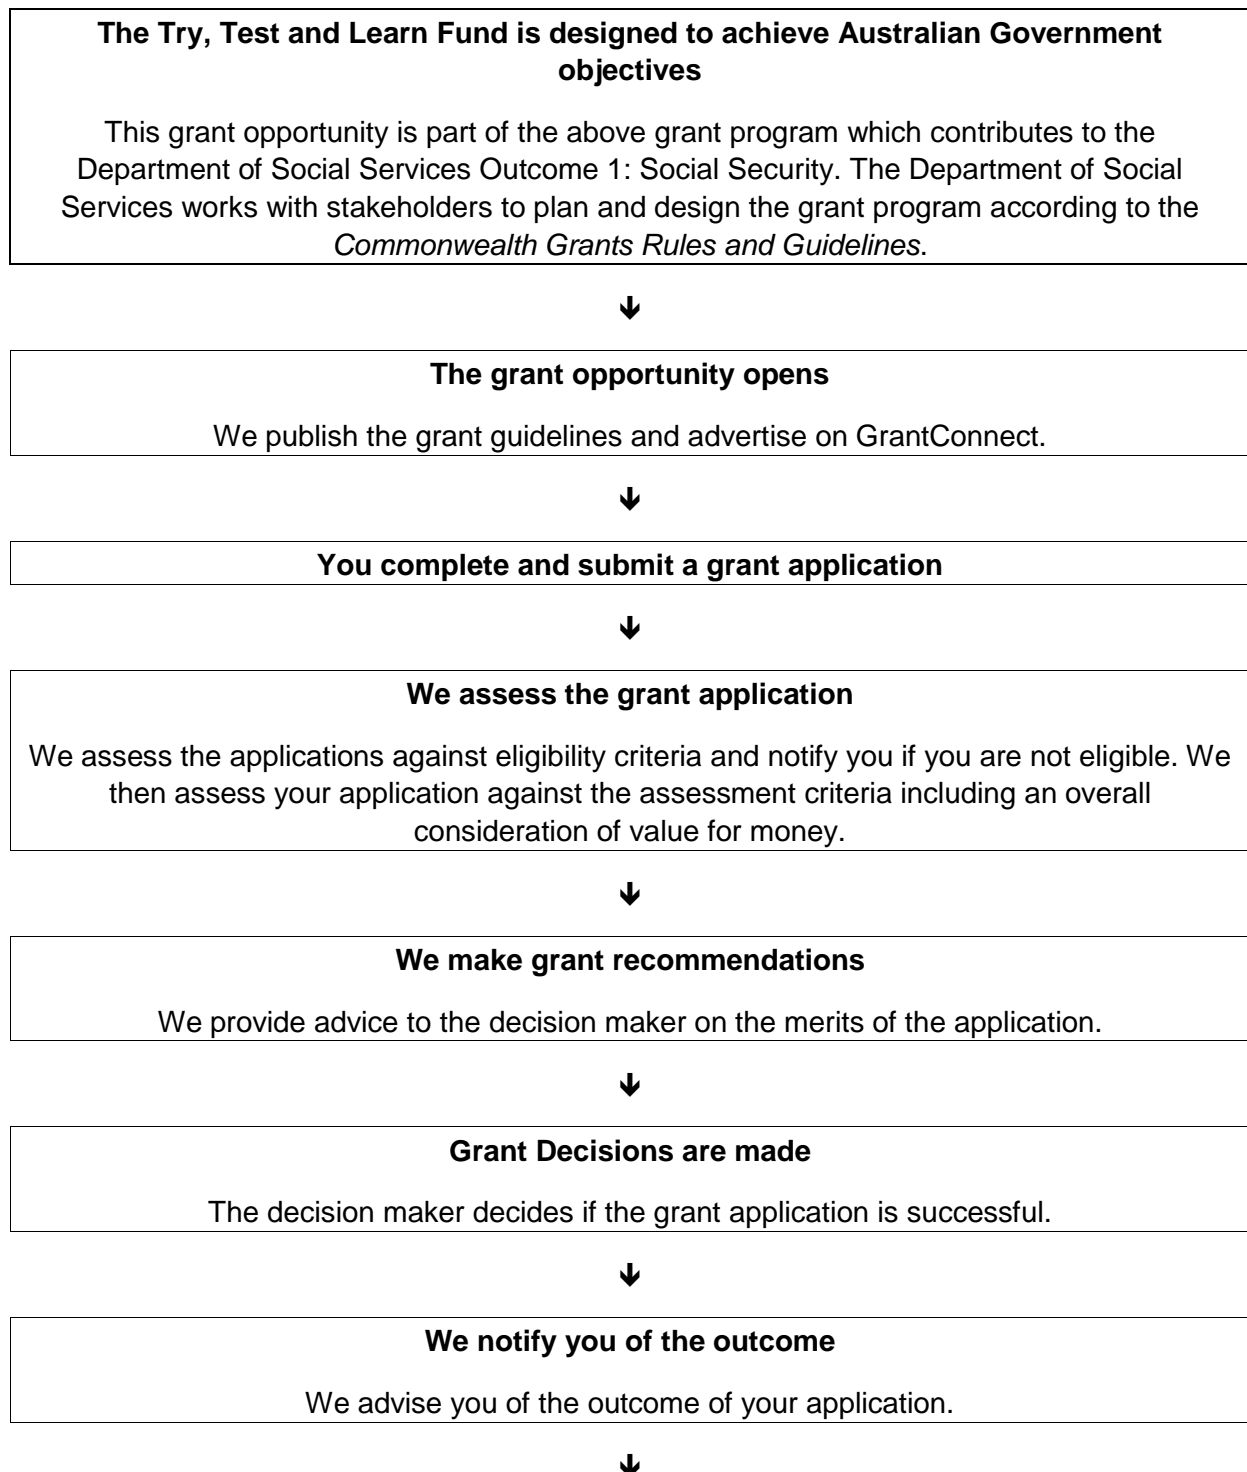 The Try, Test and Learn Fund is designed to achieve Australian Government
objectives
This grant opportunity is part of the above grant program which contributes to the
Department of Social Services Outcome 1: Social Security. The Department of Social
Services works with stakeholders to plan and design the grant program according to the
Commonwealth Grants Rules and Guidelines.
The grant opportunity opens
We publish the grant guidelines and advertise on GrantConnect.
You complete and submit a grant application
We assess the grant application
We assess the applications against eligibility criteria and notify you if you are not eligible. We
then assess your application against the assessment criteria including an overall
consideration of value for money.
We make grant recommendations
We provide advice to the decision maker on the merits of the application.
Grant Decisions are made
The decision maker decides if the grant application is successful.
We notify you of the outcome
We advise you of the outcome of your application.